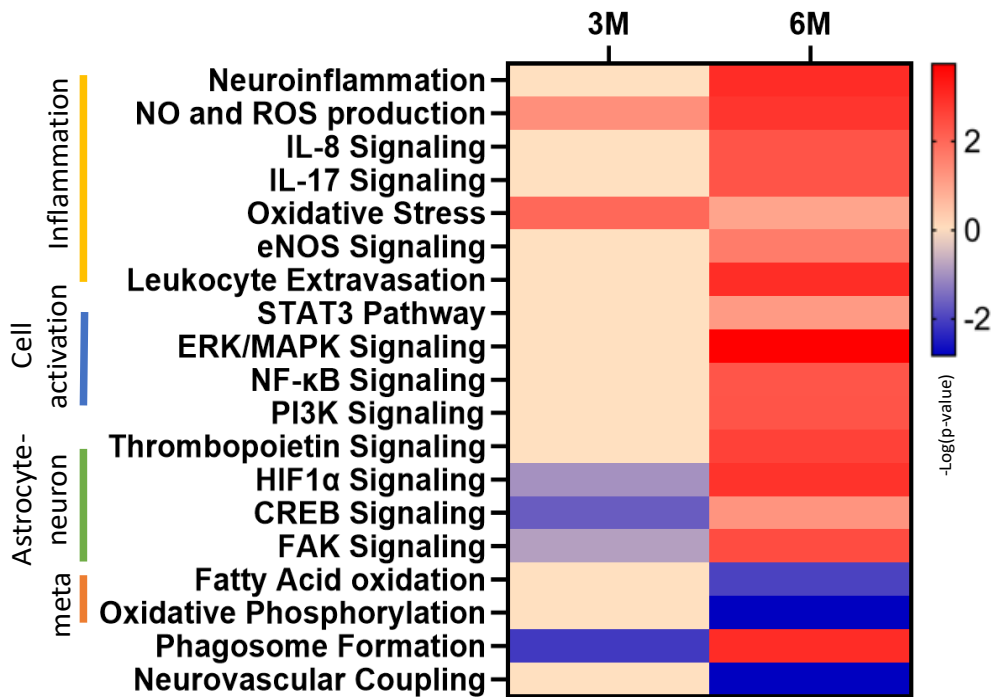 3M 6M
Inflammation
Neuroinflammation
NO and ROS production
IL-8 Signaling
IL-17 Signaling
Oxidative Stress
eNOS Signaling
Leukocyte Extravasation
Cell
activation
STAT3 Pathway
ERK/MAPK Signaling
NF-κB Signaling
PI3K Signaling
Astrocyte-
neuron
Thrombopoietin Signaling
HIF1α Signaling
CREB Signaling
FAK Signaling
meta
Fatty Acid oxidation
Oxidative Phosphorylation
Phagosome Formation
Neurovascular Coupling
2
0
-2
-Log(p-value)